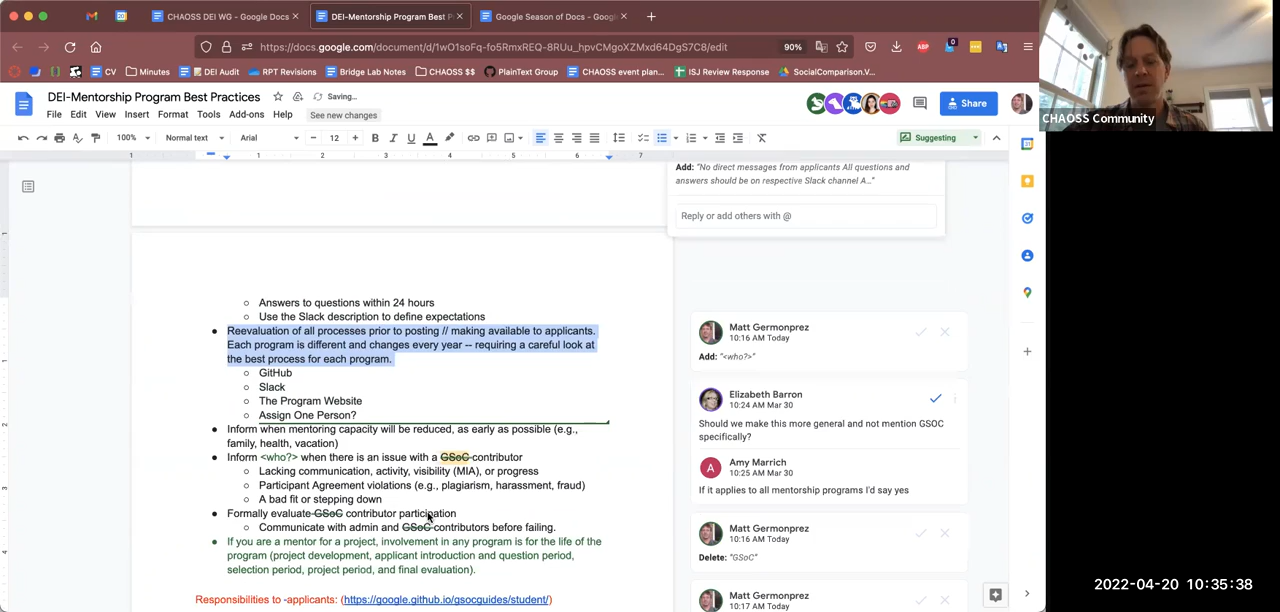 CHAOSS DEI WG - Google Docs
DEI-Mentorship Program Best P
Google Season of Docs - Googl
https://docs.google.com/document/d/1wO1soFq-fo5RmxREQ-8RUu_hpvCMgoXZMxd64DgS7C8/edit
90%
ABP
0
CV
Minutes
DEI Audit
RPT Revisions
Bridge Lab Notes
CHAOSS $$
PlainText Group
CHAOSS event plan...
ISJ Review Response
SocialComparison.V...
DEI-Mentorship Program Best Practices
Saving...
File Edit View Insert Format Tools Add-ons Help
See new changes
Share
CHAOSS Community
100%
Normal text
Arial
12
Suggesting
1 1 2 3 4 5 6 7
Add: "No direct messages from applicants All questions and
answers should be on respective Slack channel A..."
Reply or add others with @
Answers to questions within 24 hours
Use the Slack description to define expectations
Reevaluation of all processes prior to posting // making available to applicants.
Each program is different and changes every year -- requiring a careful look at
the best process for each program.
GitHub
Slack
The Program Website
Assign One Person?
Inform when mentoring capacity will be reduced, as early as possible (e.g.,
family, health, vacation)
Inform <who?> when there is an issue with a GSoC contributor
Lacking communication, activity, visibility (MIA), or progress
Participant Agreement violations (e.g., plagiarism, harassment, fraud)
A bad fit or stepping down
Formally evaluate GSoC contributor participation
Communicate with admin and GSoC contributors before failing.
If you are a mentor for a project, involvement in any program is for the life of the
program (project development, applicant introduction and question period,
selection period, project period, and final evaluation).
Responsibilities to -applicants: (https://google.github.io/gsocguides/student/)
Matt Germonprez
10:16 AM Today
Add: "<who?>"
Elizabeth Barron
10:24 AM Mar 30
Should we make this more general and not mention GSOC
specifically?
A
Amy Marrich
10:25 AM Mar 30
If it applies to all mentorship programs I'd say yes
Matt Germonprez
10:16 AM Today
Delete: "GSoC"
Matt Germonprez
10:17 AM Today
2022-04-20 10:35:38